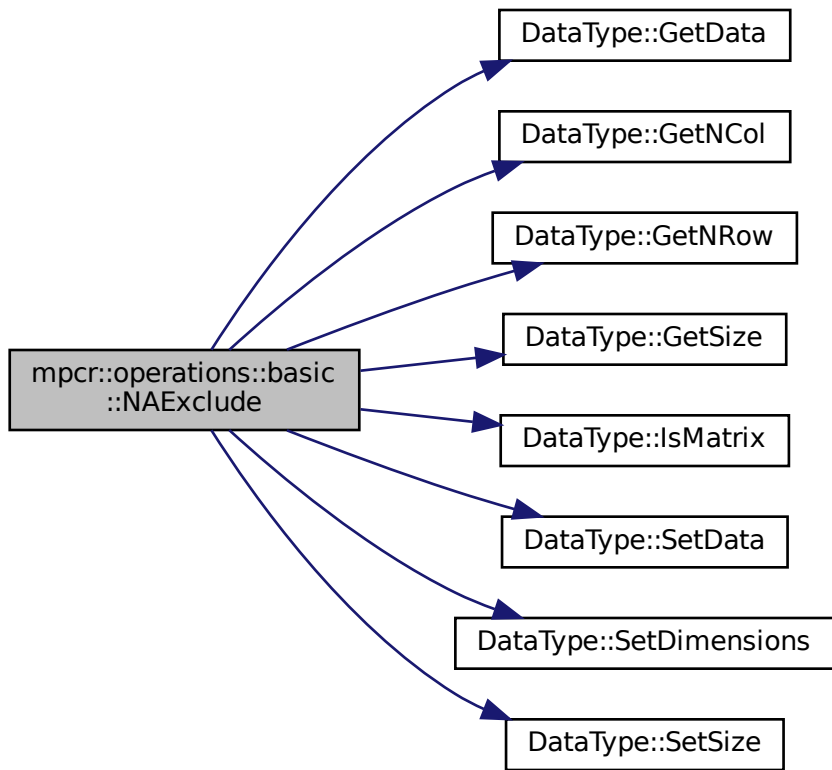 mpcr::operations::basic
::NAExclude
DataType::GetData
DataType::GetNCol
DataType::GetNRow
DataType::GetSize
DataType::IsMatrix
DataType::SetData
DataType::SetDimensions
DataType::SetSize